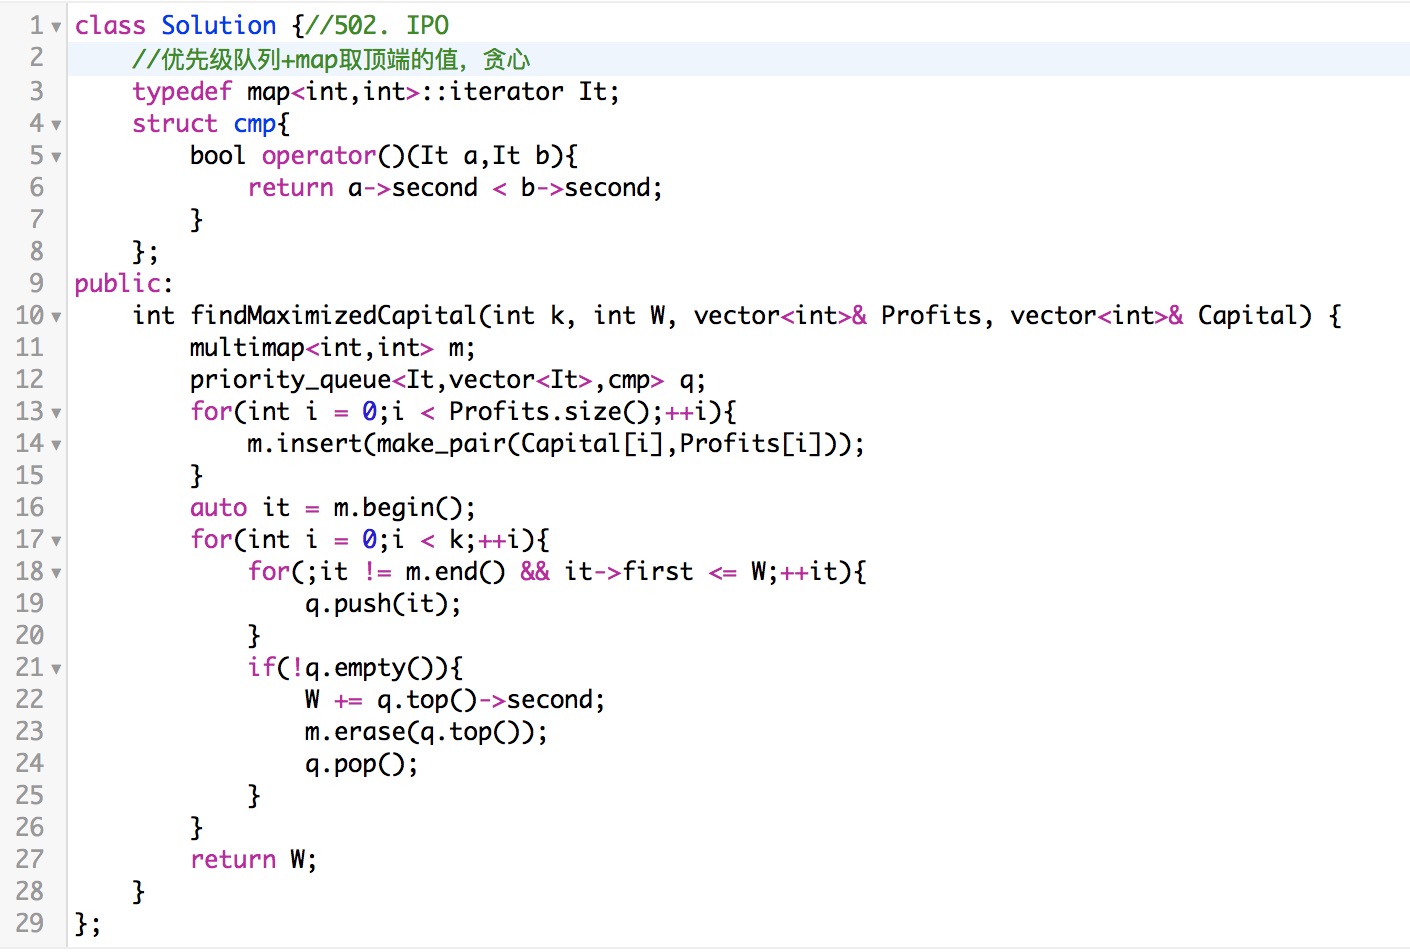 1 class Solution {//502. IPO
2 //优先级队列+map取顶端的值，贪心
3 typedef map<int,int>::iterator It;
4 struct cmp{
5 bool operator()(It a,It b){
6 return a->second < b->second;
7 }
8 };
9 public:
10 int findMaximizedCapital(int k, int W, vector<int>& Profits, vector<int>& Capital) {
11 multimap<int,int> m;
12 priority_queue<It,vector<It>,cmp> q;
13 for(int i = 0;i < Profits.size();++i){
14 m.insert(make_pair(Capital[i],Profits[i]));
15 }
16 auto it = m.begin();
17 for(int i = 0;i < k;++i){
18 for(;it != m.end() && it->first <= W;++it){
19 q.push(it);
20 }
21 if(!q.empty()){
22 W += q.top()->second;
23 m.erase(q.top());
24 q.pop();
25 }
26 }
27 return W;
28 }
29 };